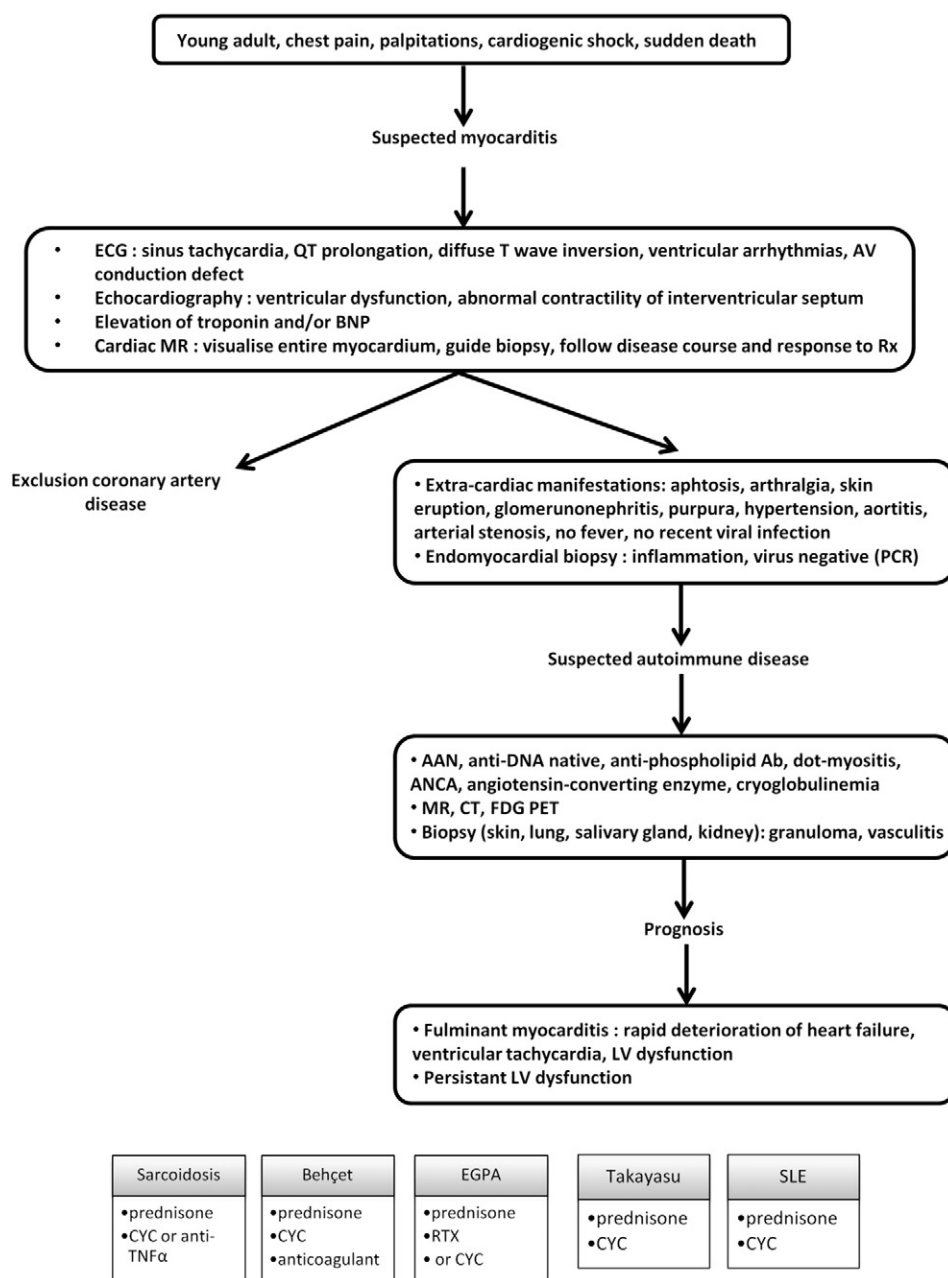 Young adult, chest pain, palpitations, cardiogenic shock, sudden death
Suspected myocarditis
• ECG : sinus tachycardia, QT prolongation, diffuse T wave inversion, ventricular arrhythmias, AV
conduction defect
• Echocardiography : ventricular dysfunction, abnormal contractility of interventricular septum
• Elevation of troponin and/or BNP
• Cardiac MR : visualise entire myocardium, guide biopsy, follow disease course and response to Rx
Exclusion coronary artery
disease
• Extra-cardiac manifestations: aphtosis, arthralgia, skin
eruption, glomerunonephritis, purpura, hypertension, aortitis,
arterial stenosis, no fever, no recent viral infection
• Endomyocardial biopsy : inflammation, virus negative (PCR)
Suspected autoimmune disease
• AAN, anti-DNA native, anti-phospholipid Ab, dot-myositis,
ANCA, angiotensin-converting enzyme, cryoglobulinemia
• MR, CT, FDG PET
• Biopsy (skin, lung, salivary gland, kidney): granuloma, vasculitis
Prognosis
• Fulminant myocarditis : rapid deterioration of heart failure,
ventricular tachycardia, LV dysfunction
• Persistant LV dysfunction
Sarcoidosis
•prednisone
•CYC or anti-
TNFα
Behçet
•prednisone
•CYC
•anticoagulant
EGPA
•prednisone
•RTX
• or CYC
Takayasu
•prednisone
•CYC
SLE
•prednisone
•CYC